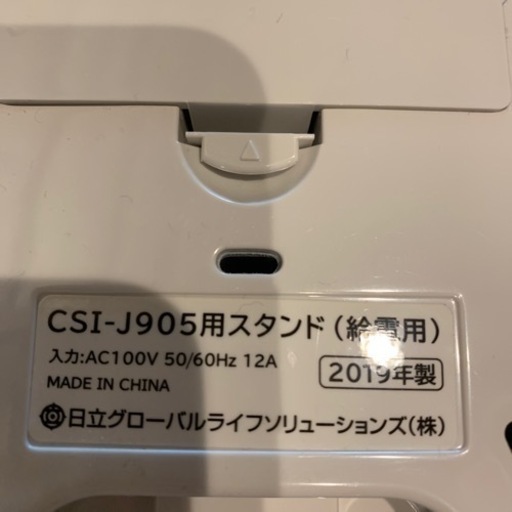 CSI-J905用スタンド(給電用)
入力:AC100V 50/60Hz 12A
MADE IN CHINA
2019年製
日立グローバルライフソリューションズ(株)